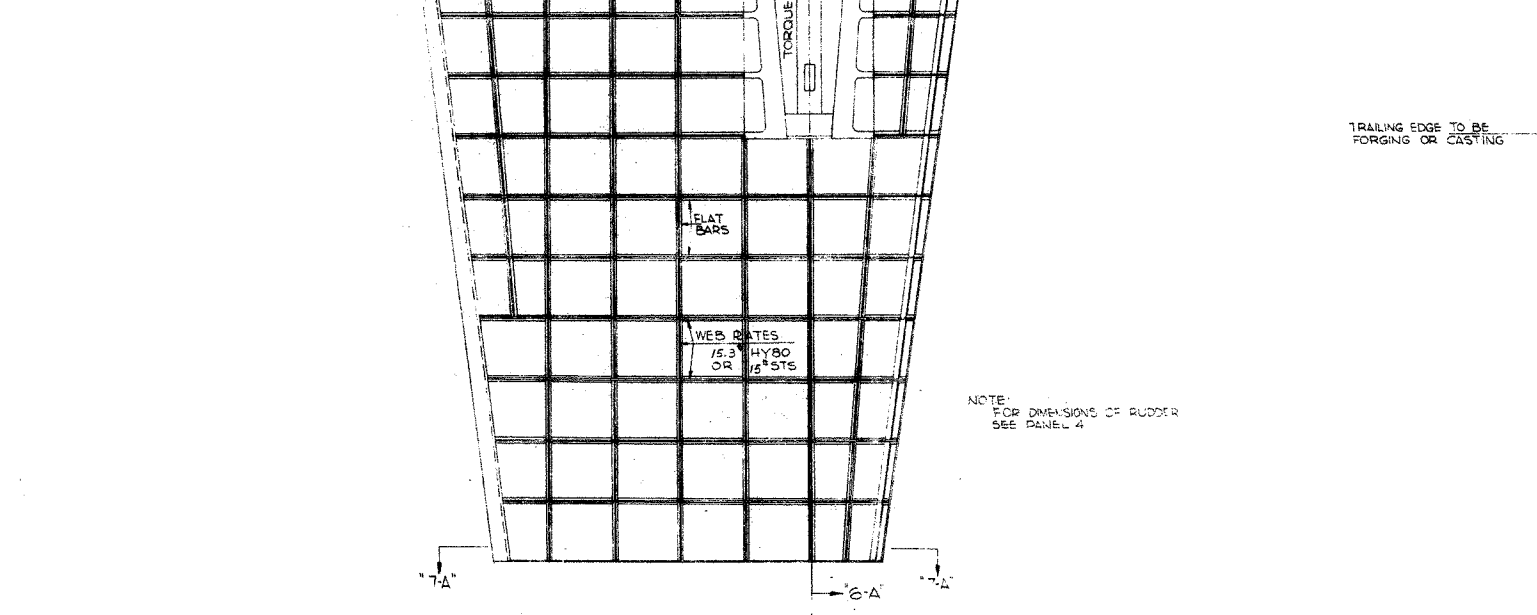 TORQUE
TRAILING EDGE TO BE
FORGING OR CASTING
FLAT
BARS
WEB PLATES
15.3# HY80
OR 15# STS
NOTE:
FOR DIMENSIONS OF RUDDER
SEE PANEL 4
"7-A"
"6-A"
"7-A"